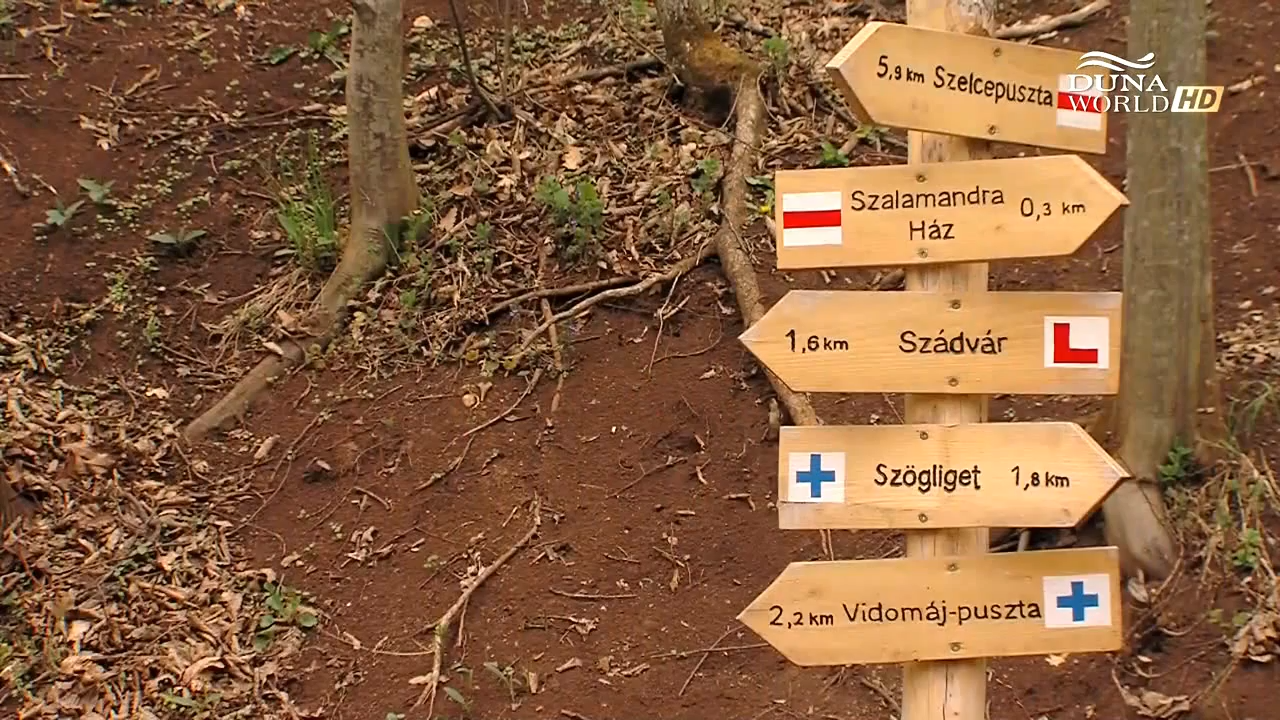 5,9 km Szelcepuszta
DUNA
WORLD HD
Szalamandra
Ház
0,3 km
1,6 km Szádvár
Szögliget 1,8 km
2,2 km Vidomáj-puszta